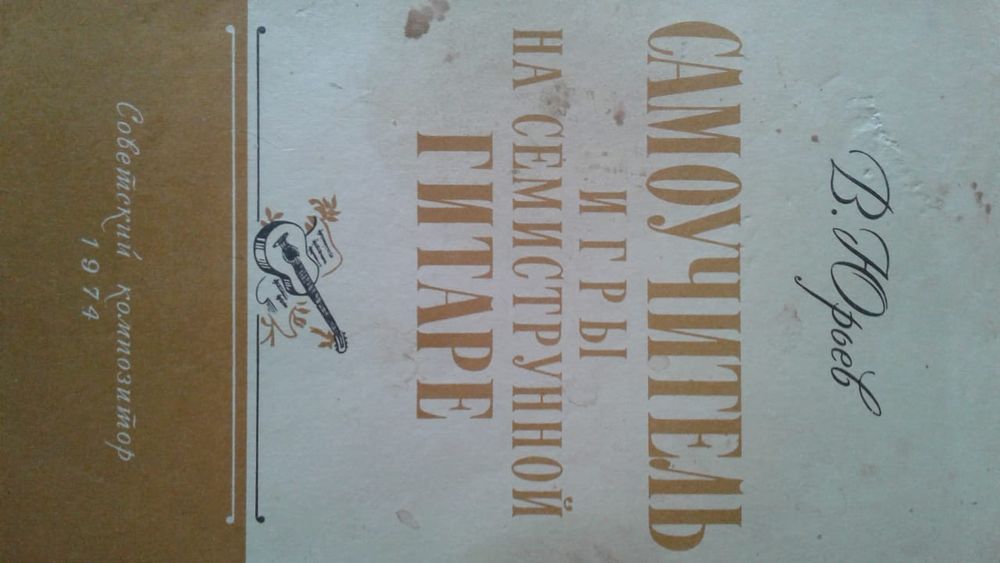 В. Юрьев
САМОУЧИТЕЛЬ
ИГРЫ
НА СЕМИСТРУННОЙ
ГИТАРЕ
Советский композитор
1974